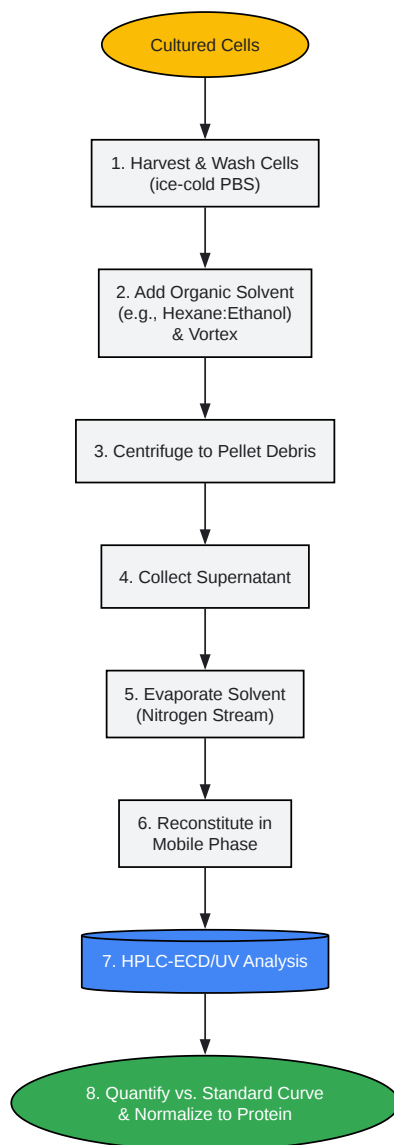 Cultured Cells
1. Harvest & Wash Cells
(ice-cold PBS)
2. Add Organic Solvent
(e.g., Hexane:Ethanol)
& Vortex
3. Centrifuge to Pellet Debris
4. Collect Supernatant
5. Evaporate Solvent
(Nitrogen Stream)
6. Reconstitute in
Mobile Phase
7. HPLC-ECD/UV Analysis
8. Quantify vs. Standard Curve
& Normalize to Protein